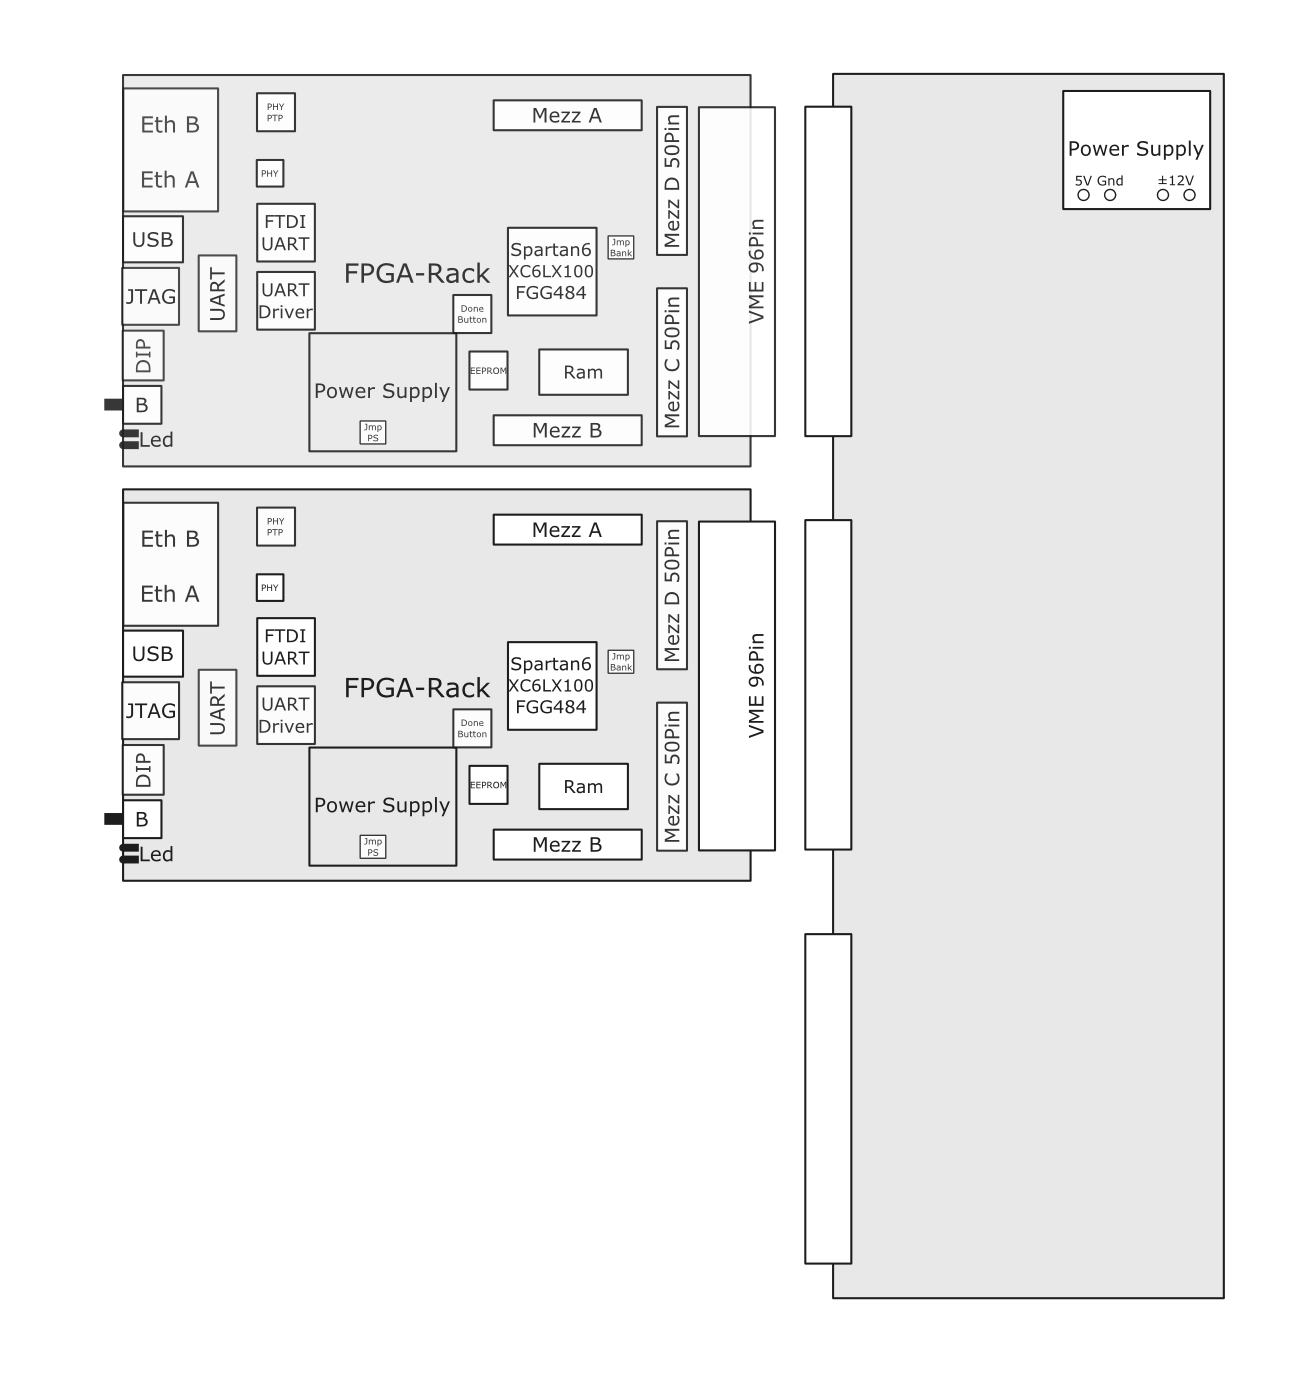 Eth B
Eth A
USB
JTAG
DIP
B
Led
UART
PHY
PTP
PHY
FTDI
UART
UART
Driver
FPGA-Rack
Done
Button
Power Supply
Jmp
PS
EEPROM
Mezz A
Spartan6
XC6LX100
FGG484
Jmp
Bank
Ram
Mezz B
Mezz D 50Pin
Mezz C 50Pin
VME 96Pin
Power Supply
5V Gnd ±12V
Eth B
Eth A
USB
JTAG
DIP
B
Led
UART
PHY
PTP
PHY
FTDI
UART
UART
Driver
FPGA-Rack
Done
Button
Power Supply
Jmp
PS
EEPROM
Mezz A
Spartan6
XC6LX100
FGG484
Jmp
Bank
Ram
Mezz B
Mezz D 50Pin
Mezz C 50Pin
VME 96Pin